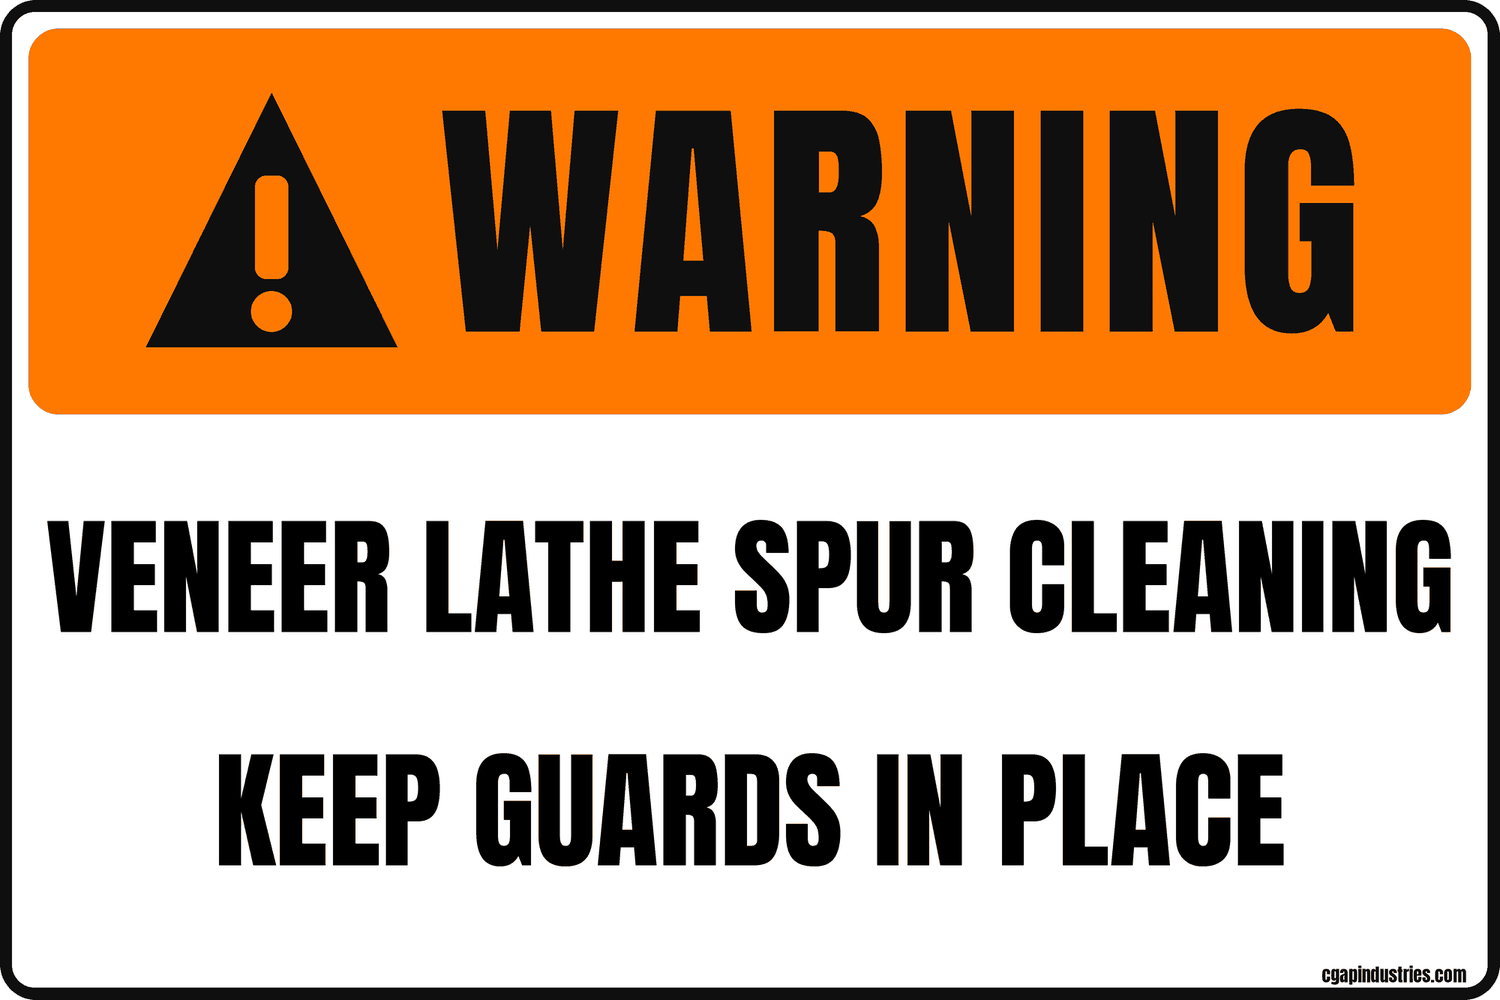 WARNING
VENEER LATHE SPUR CLEANING
KEEP GUARDS IN PLACE
cgapindustries.com